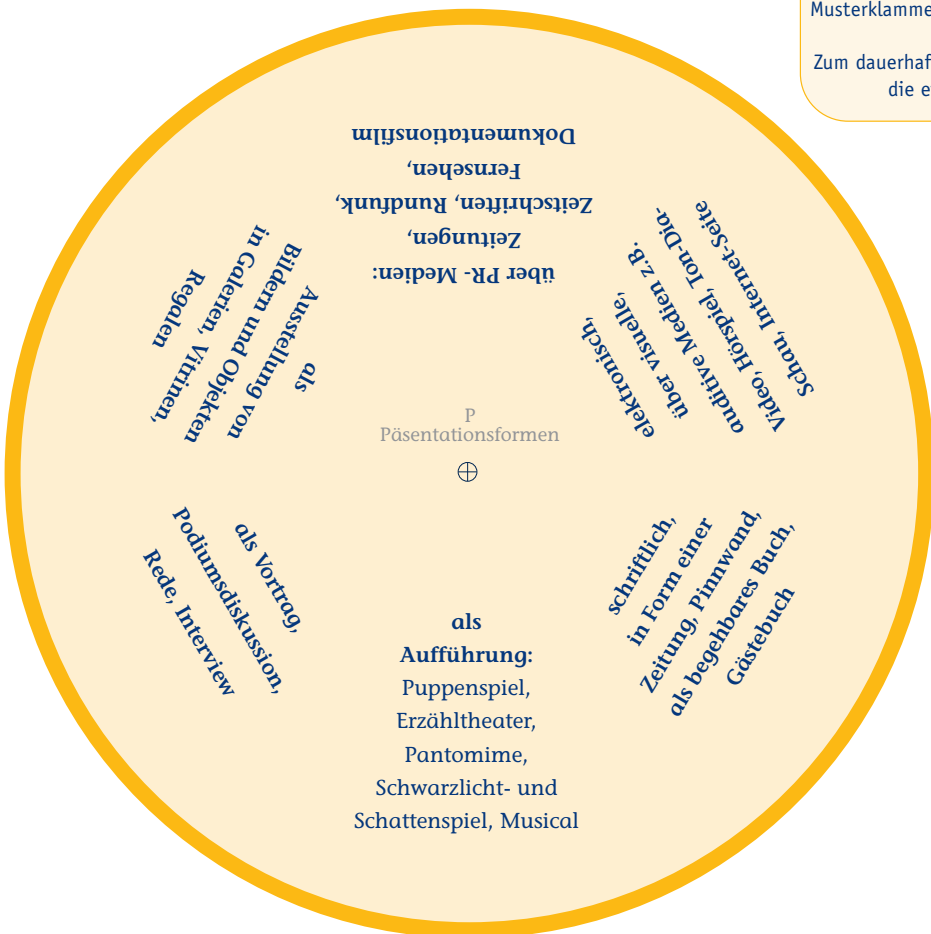 Musterklamme
Zum dauerhaf
die e
über PR- Medien:
Zeitungen,
Zeitschriften, Rundfunk,
Fernsehen,
Dokumentationsfilm
elektronisch,
über visuelle,
auditive Medien z.B.
Video, Hörspiel, Ton-Dia-
Schau, Internet-Seite
als
Ausstellung von
Bildern und Objekten
in Galerien, Vitrinen,
Regalen
P
Päsentationsformen
als Vortrag,
Podiumsdiskussion,
Rede, Interview
als
Aufführung:
Puppenspiel,
Erzähltheater,
Pantomime,
Schwarzlicht- und
Schattenspiel, Musical
schriftlich,
in Form einer
Zeitung, Pinnwand,
als begehbares Buch,
Gästebuch